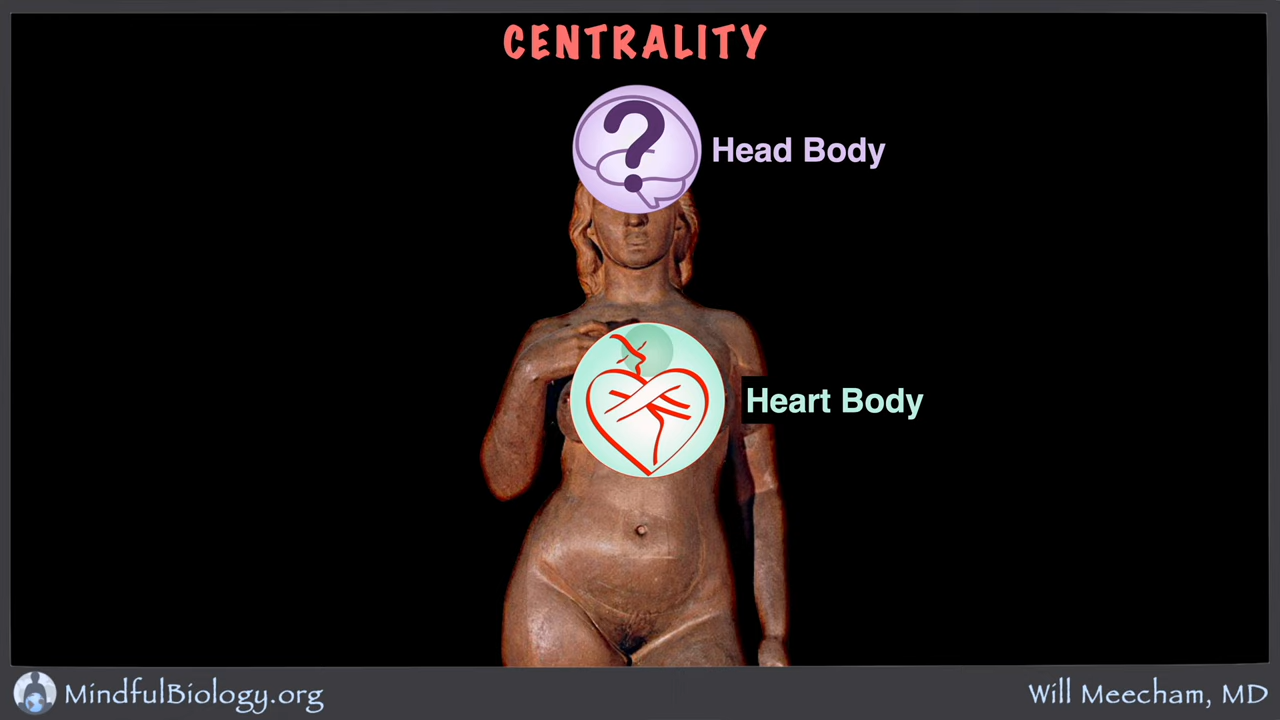 CENTRALITY
?
Head Body
Heart Body
MindfulBiology.org
Will Meecham, MD